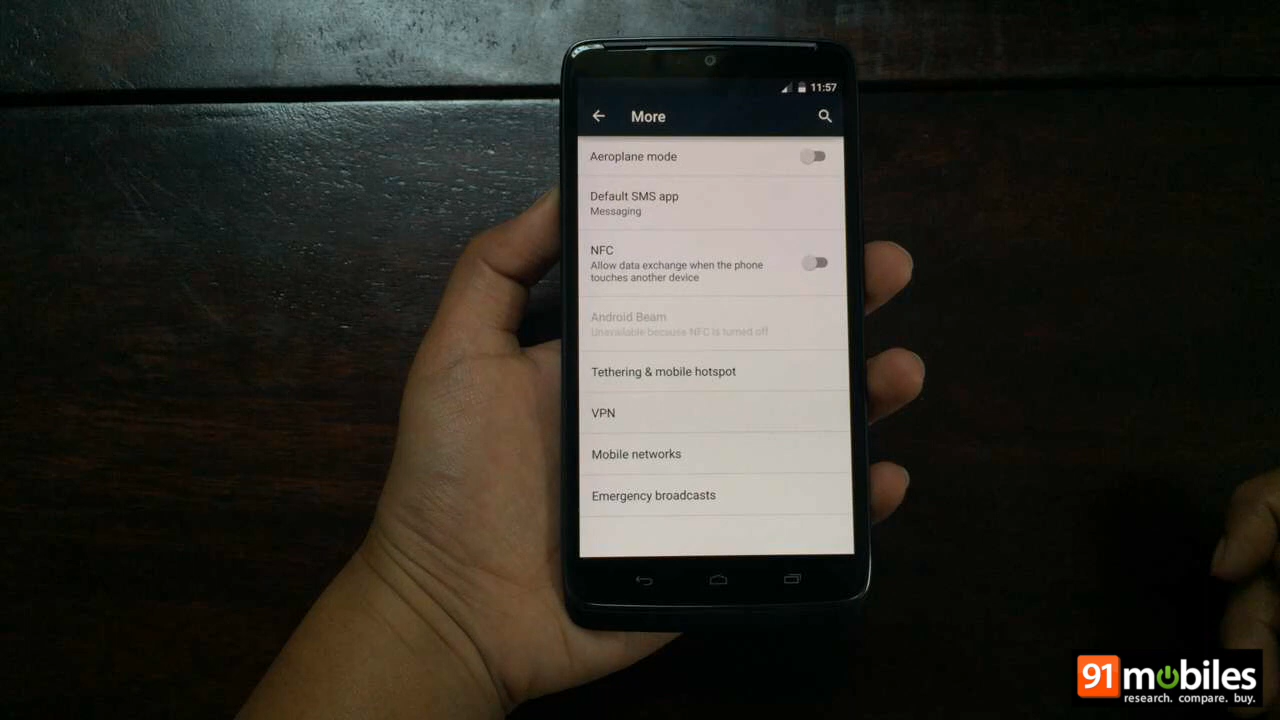 11:57
More
Aeroplane mode
Default SMS app
Messaging
NFC
Allow data exchange when the phone
touches another device
Android Beam
Unavailable because NFC is turned off
Tethering & mobile hotspot
VPN
Mobile networks
Emergency broadcasts
91mobiles
research. compare. buy.